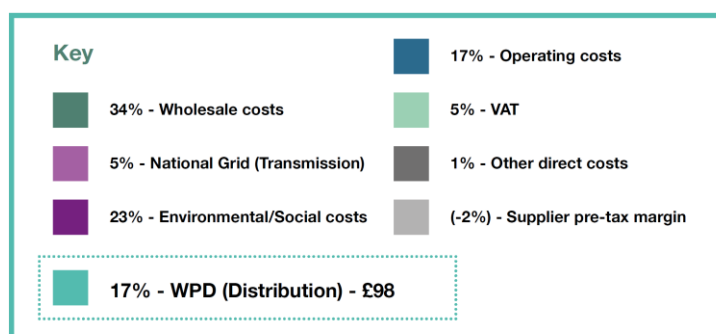 Key
34% - Wholesale costs
5% - National Grid (Transmission)
23% - Environmental/Social costs
17% - WPD (Distribution) - £98
17% - Operating costs
5% - VAT
1% - Other direct costs
(-2%) - Supplier pre-tax margin